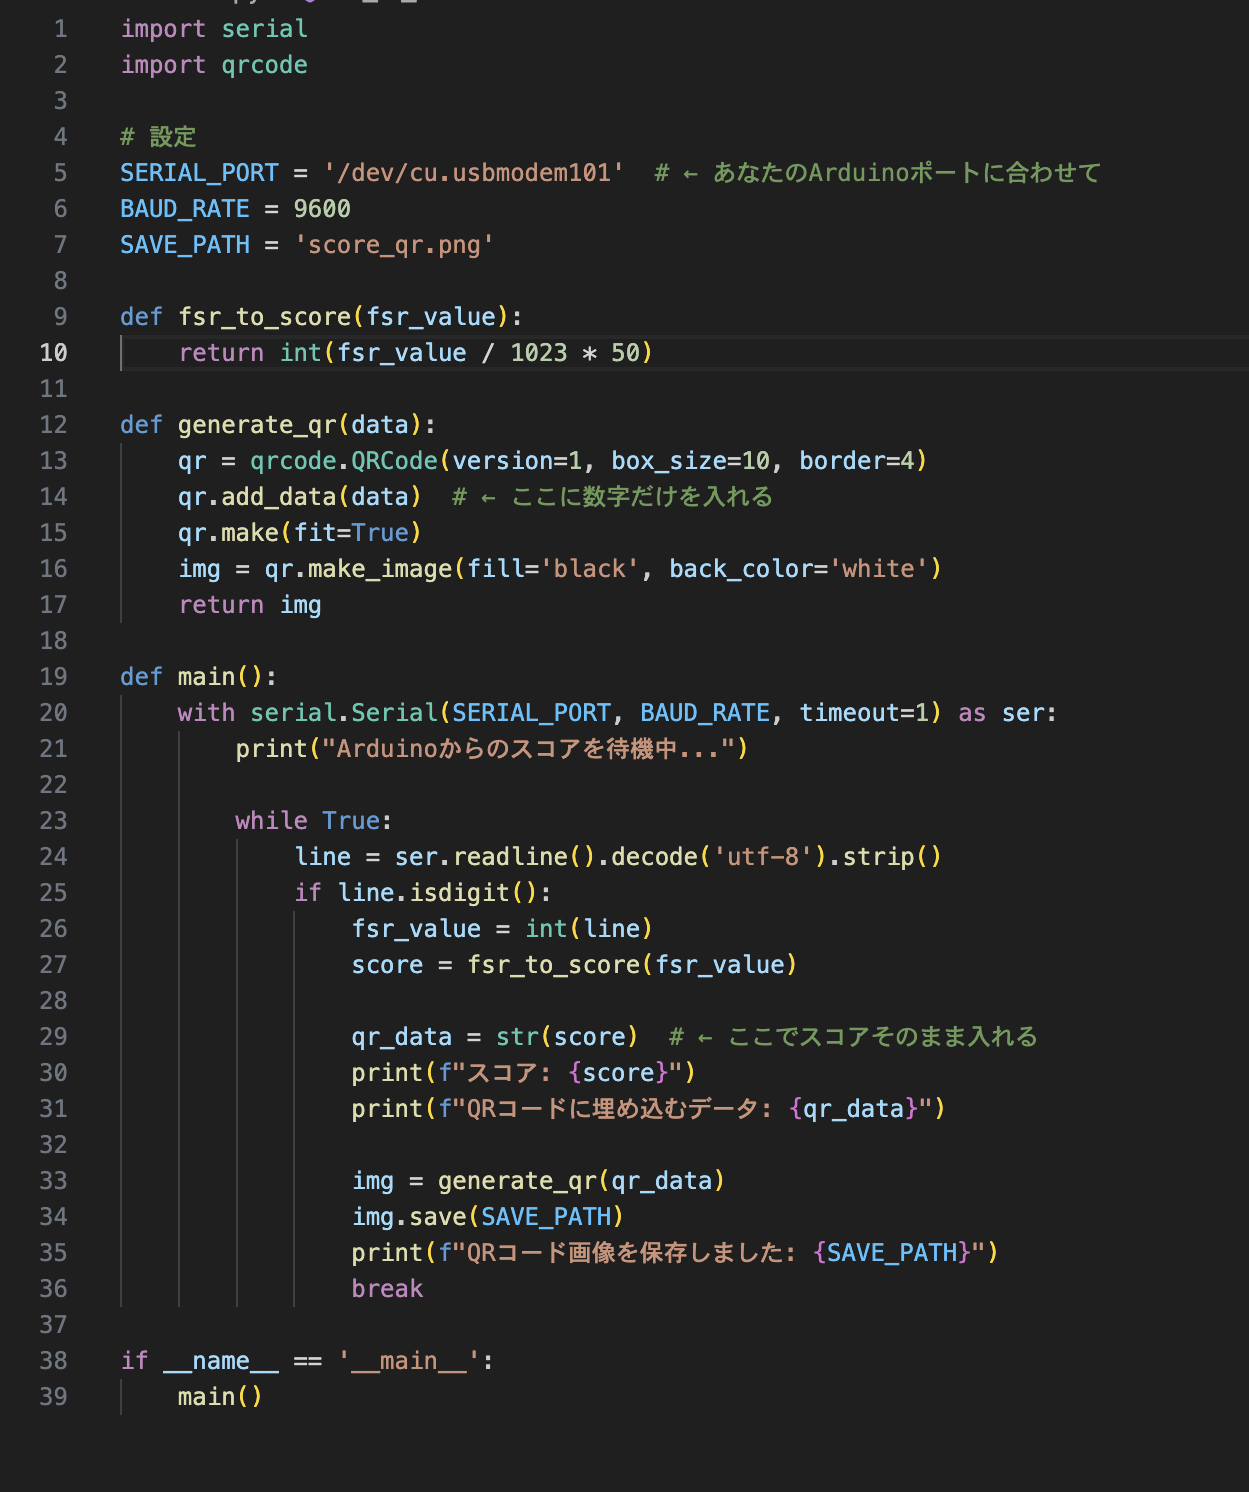 1 import serial
2 import qrcode
3
4 # 設定
5 SERIAL_PORT = '/dev/cu.usbmodem101'  # ← あなたのArduinoポートに合わせて
6 BAUD_RATE = 9600
7 SAVE_PATH = 'score_qr.png'
8
9 def fsr_to_score(fsr_value):
10     return int(fsr_value / 1023 * 50)
11
12 def generate_qr(data):
13     qr = qrcode.QRCode(version=1, box_size=10, border=4)
14     qr.add_data(data)  # ← ここに数字だけを入れる
15     qr.make(fit=True)
16     img = qr.make_image(fill='black', back_color='white')
17     return img
18
19 def main():
20     with serial.Serial(SERIAL_PORT, BAUD_RATE, timeout=1) as ser:
21         print("Arduinoからのスコアを待機中...")
22
23         while True:
24             line = ser.readline().decode('utf-8').strip()
25             if line.isdigit():
26                 fsr_value = int(line)
27                 score = fsr_to_score(fsr_value)
28
29                 qr_data = str(score)  # ← ここでスコアそのまま入れる
30                 print(f"スコア: {score}")
31                 print(f"QRコードに埋め込むデータ: {qr_data}")
32
33                 img = generate_qr(qr_data)
34                 img.save(SAVE_PATH)
35                 print(f"QRコード画像を保存しました: {SAVE_PATH}")
36                 break
37
38 if __name__ == '__main__':
39     main()